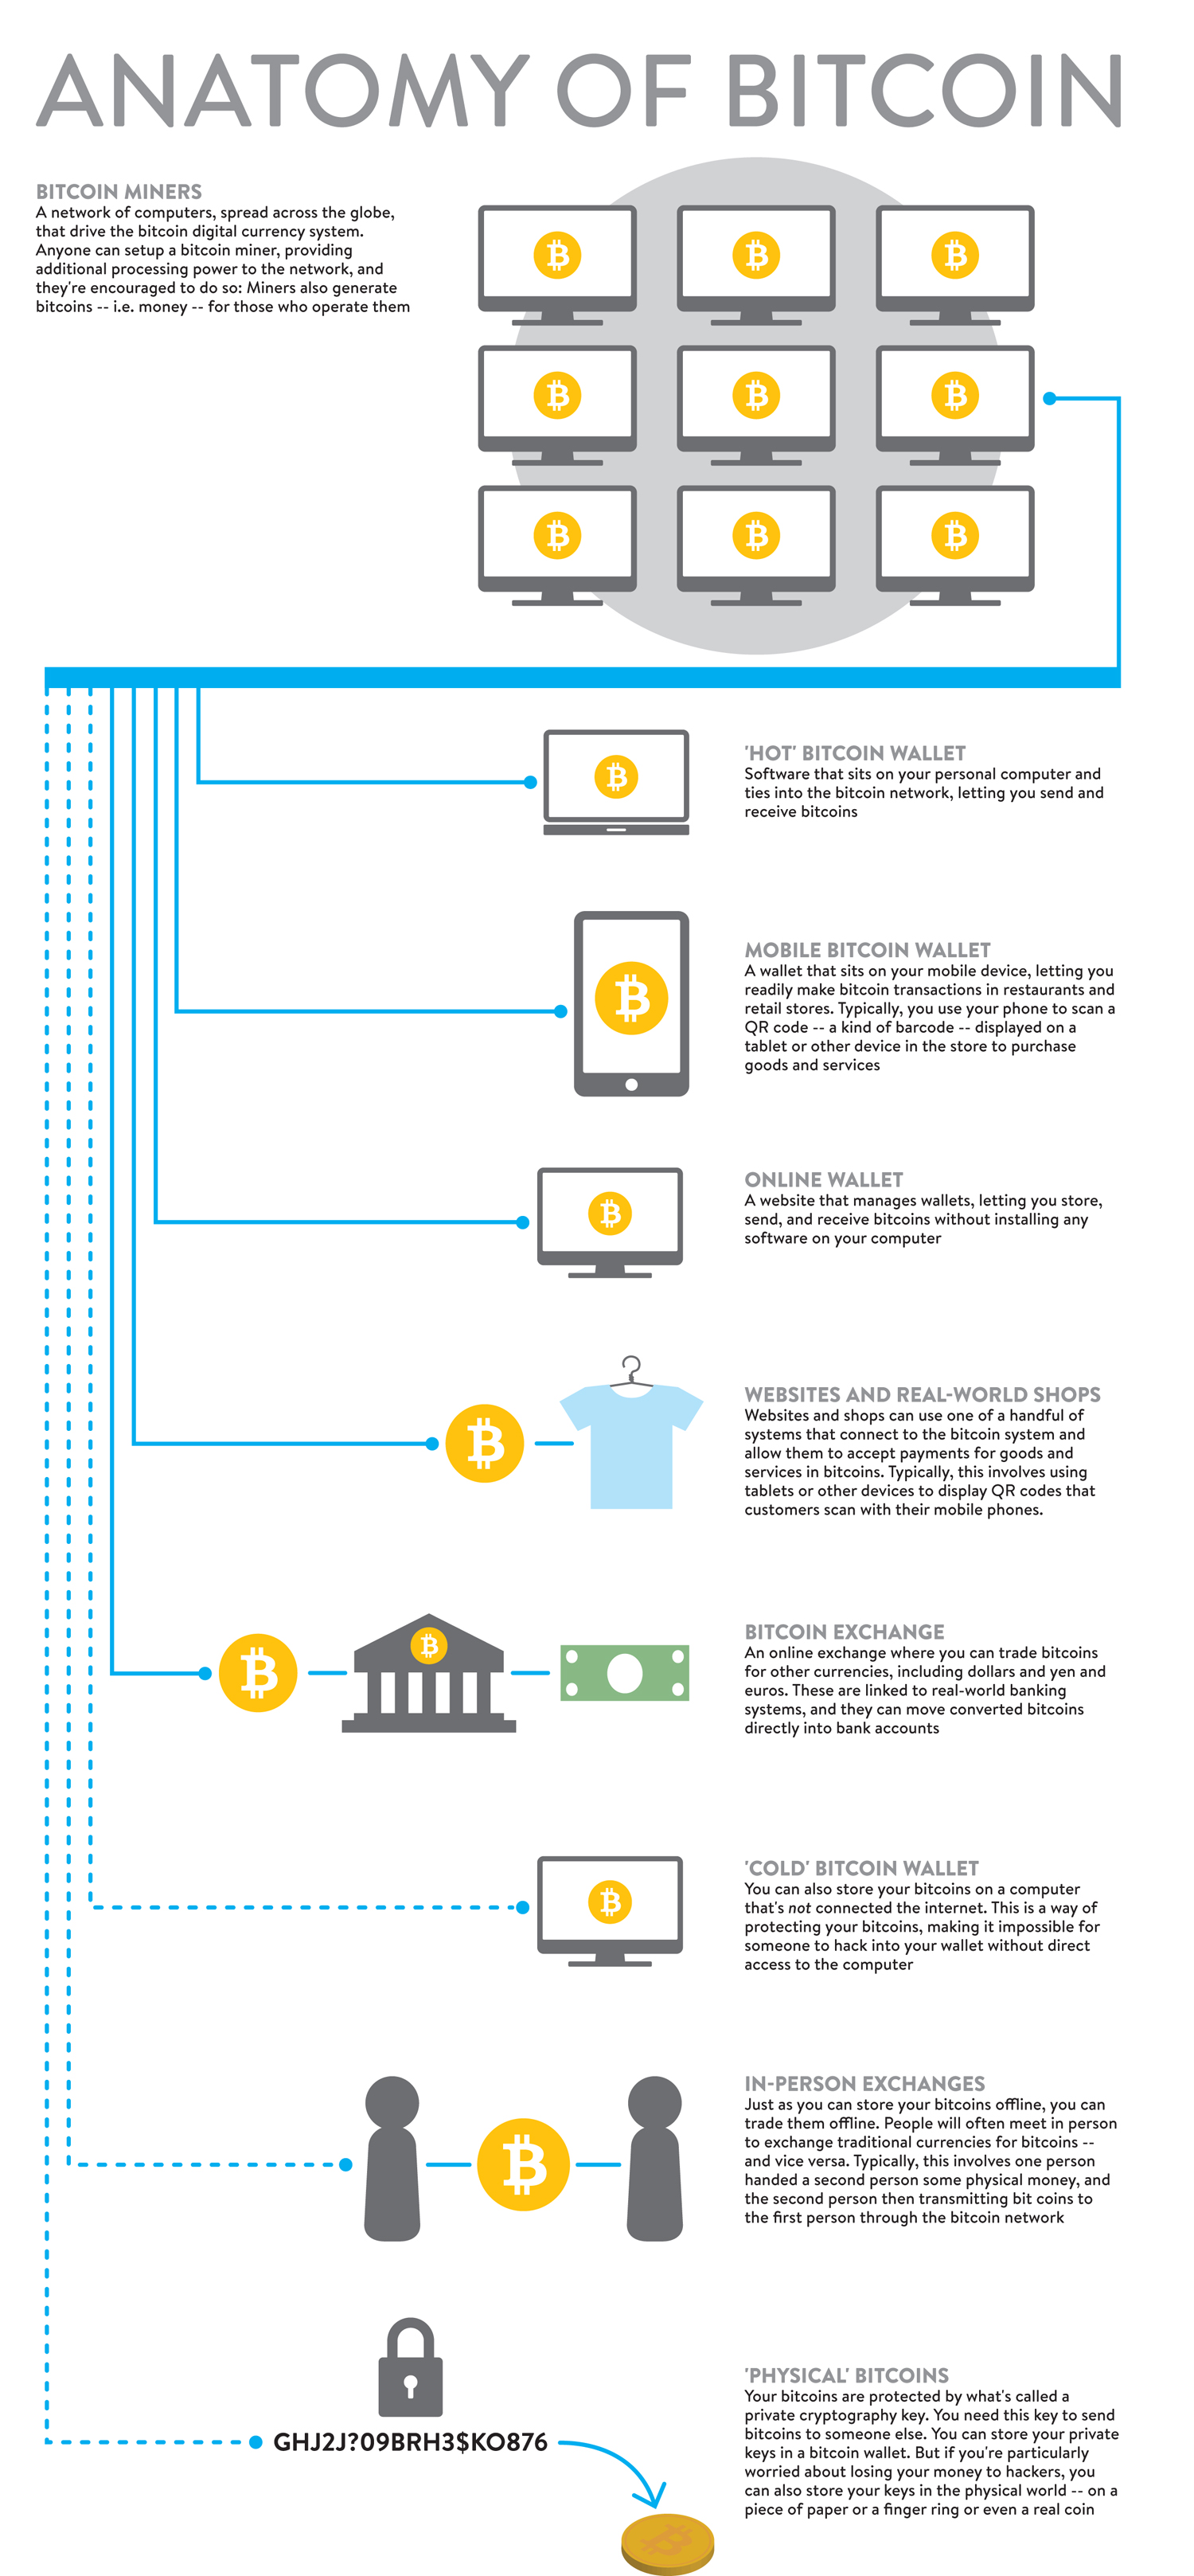 ANATOMY OF BITCOIN
BITCOIN MINERS
A network of computers, spread across the globe,
that drive the bitcoin digital currency system.
Anyone can setup a bitcoin miner, providing
additional processing power to the network, and
they're encouraged to do so: Miners also generate
bitcoins -- i.e. money -- for those who operate them
'HOT' BITCOIN WALLET
Software that sits on your personal computer and
ties into the bitcoin network, letting you send and
receive bitcoins
MOBILE BITCOIN WALLET
A wallet that sits on your mobile device, letting you
readily make bitcoin transactions in restaurants and
retail stores. Typically, you use your phone to scan a
QR code -- a kind of barcode -- displayed on a
tablet or other device in the store to purchase
goods and services
ONLINE WALLET
A website that manages wallets, letting you store,
send, and receive bitcoins without installing any
software on your computer
WEBSITES AND REAL-WORLD SHOPS
Websites and shops can use one of a handful of
systems that connect to the bitcoin system and
allow them to accept payments for goods and
services in bitcoins. Typically, this involves using
tablets or other devices to display QR codes that
customers scan with their mobile phones.
BITCOIN EXCHANGE
An online exchange where you can trade bitcoins
for other currencies, including dollars and yen and
euros. These are linked to real-world banking
systems, and they can move converted bitcoins
directly into bank accounts
'COLD' BITCOIN WALLET
You can also store your bitcoins on a computer
that's not connected the internet. This is a way of
protecting your bitcoins, making it impossible for
someone to hack into your wallet without direct
access to the computer
IN-PERSON EXCHANGES
Just as you can store your bitcoins offline, you can
trade them offline. People will often meet in person
to exchange traditional currencies for bitcoins --
and vice versa. Typically, this involves one person
handed a second person some physical money, and
the second person then transmitting bit coins to
the first person through the bitcoin network
'PHYSICAL' BITCOINS
Your bitcoins are protected by what's called a
private cryptography key. You need this key to send
bitcoins to someone else. You can store your private
keys in a bitcoin wallet. But if you're particularly
worried about losing your money to hackers, you
can also store your keys in the physical world -- on a
piece of paper or a finger ring or even a real coin
GHJ2J?09BRH3$KO876